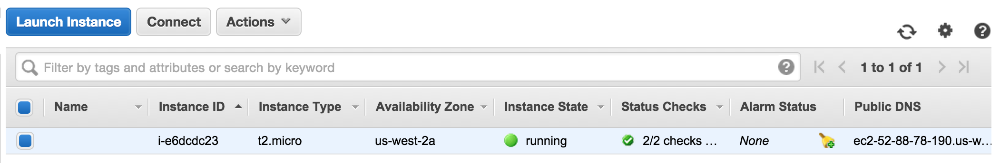 Launch Instance Connect Actions
Filter by tags and attributes or search by keyword 1 to 1 of 1
Name Instance ID Instance Type Availability Zone Instance State Status Checks Alarm Status Public DNS
i-e6dcdc23 t2.micro us-west-2a running 2/2 checks ... None ec2-52-88-78-190.us-w...